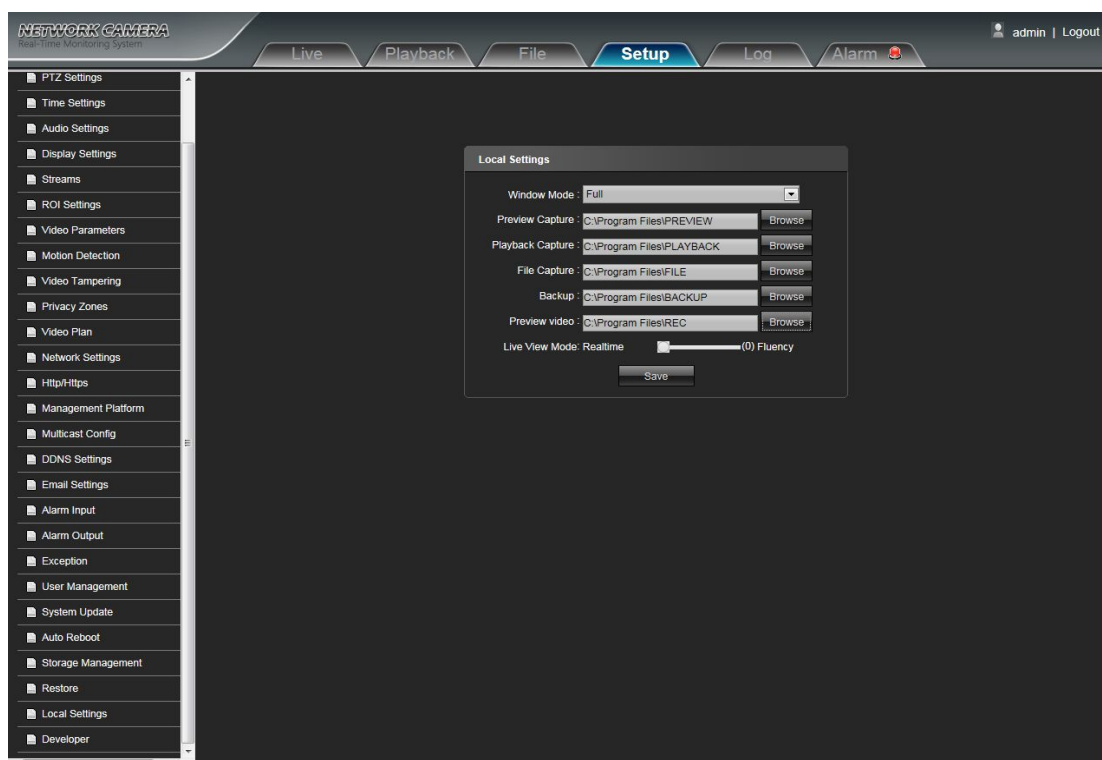 NETWORK CAMERA
Real-Time Monitoring System
admin | Logout
Live Playback File Setup Log Alarm
PTZ Settings
Time Settings
Audio Settings
Display Settings
Streams
ROI Settings
Video Parameters
Motion Detection
Video Tampering
Privacy Zones
Video Plan
Network Settings
Http/Https
Management Platform
Multicast Config
DDNS Settings
Email Settings
Alarm Input
Alarm Output
Exception
User Management
System Update
Auto Reboot
Storage Management
Restore
Local Settings
Developer
Local Settings
Window Mode : Full
Preview Capture : C:\Program Files\PREVIEW Browse
Playback Capture : C:\Program Files\PLAYBACK Browse
File Capture : C:\Program Files\FILE Browse
Backup : C:\Program Files\BACKUP Browse
Preview video : C:\Program Files\REC Browse
Live View Mode: Realtime (0) Fluency
Save